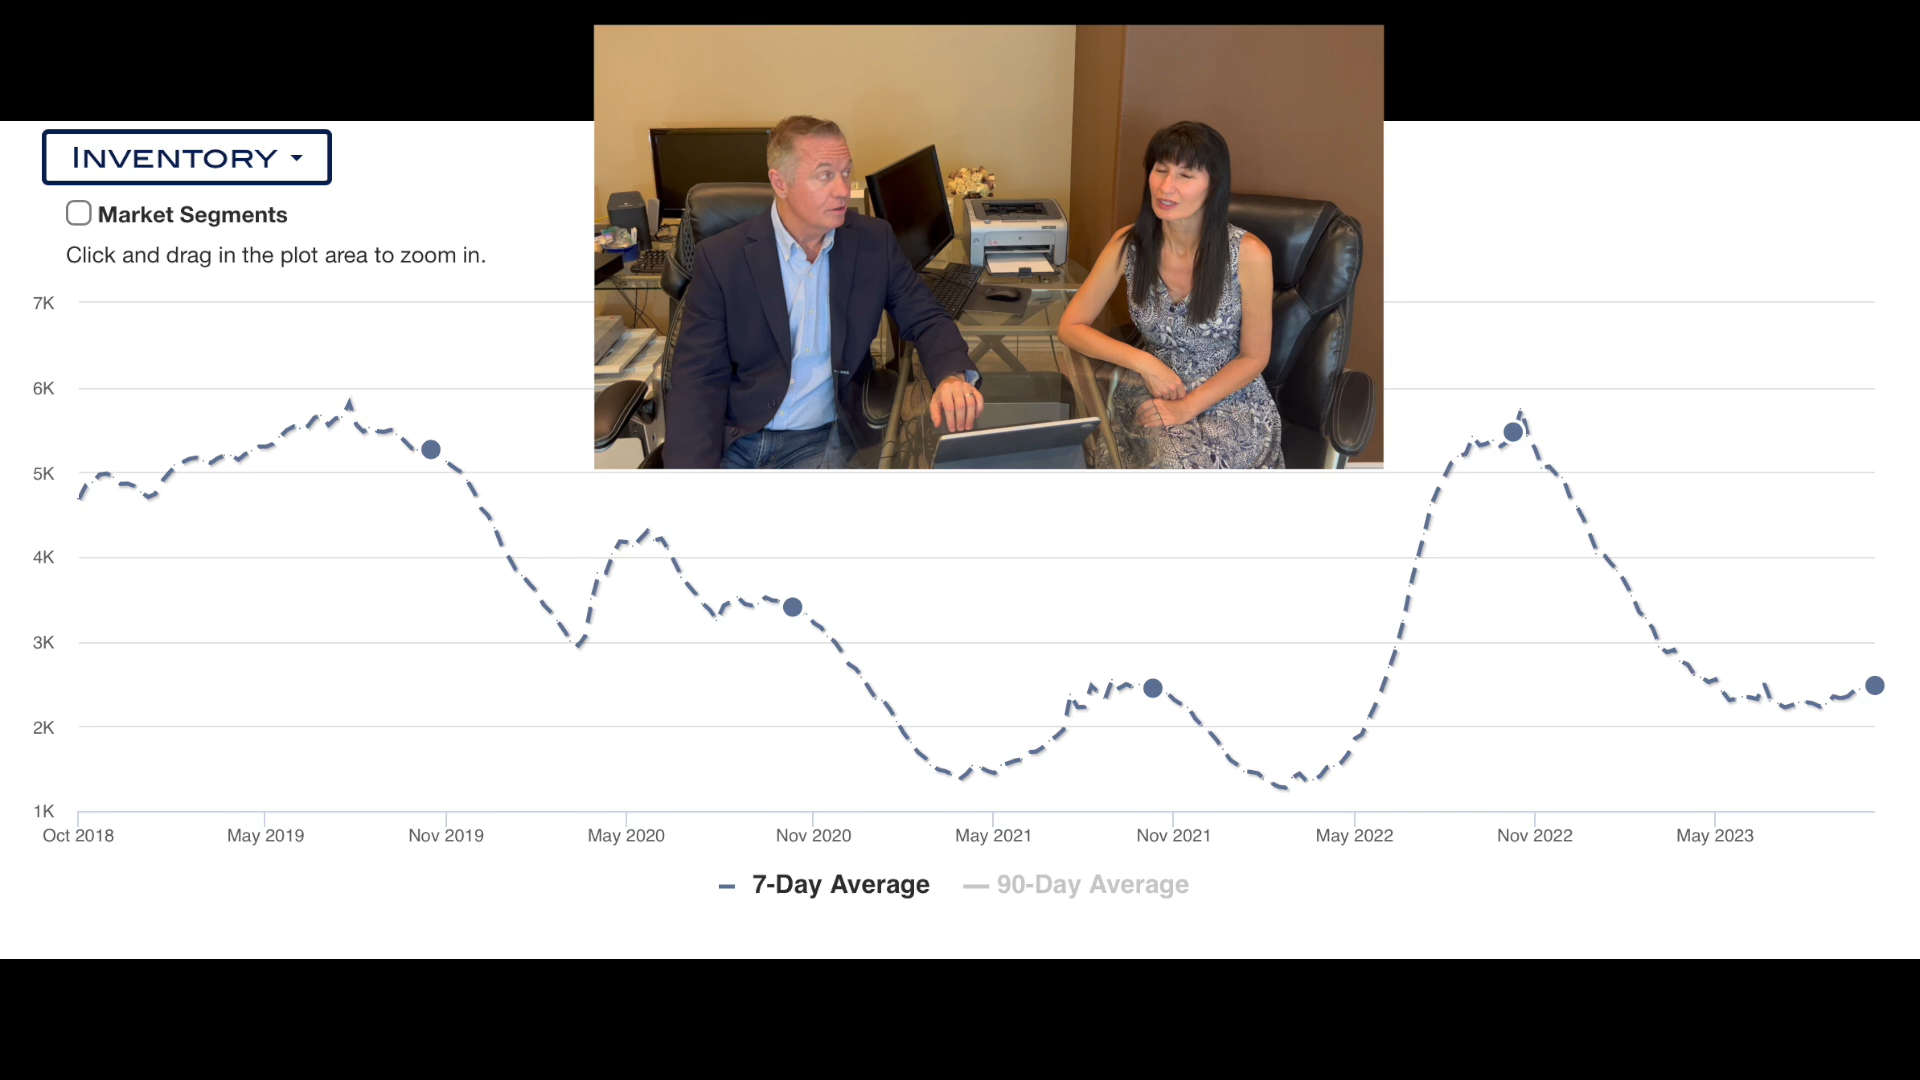 INVENTORY
Market Segments
Click and drag in the plot area to zoom in.
7K
6K
5K
4K
3K
2K
1K
Oct 2018 May 2019 Nov 2019 May 2020 Nov 2020 May 2021 Nov 2021 May 2022 Nov 2022 May 2023
7-Day Average 90-Day Average